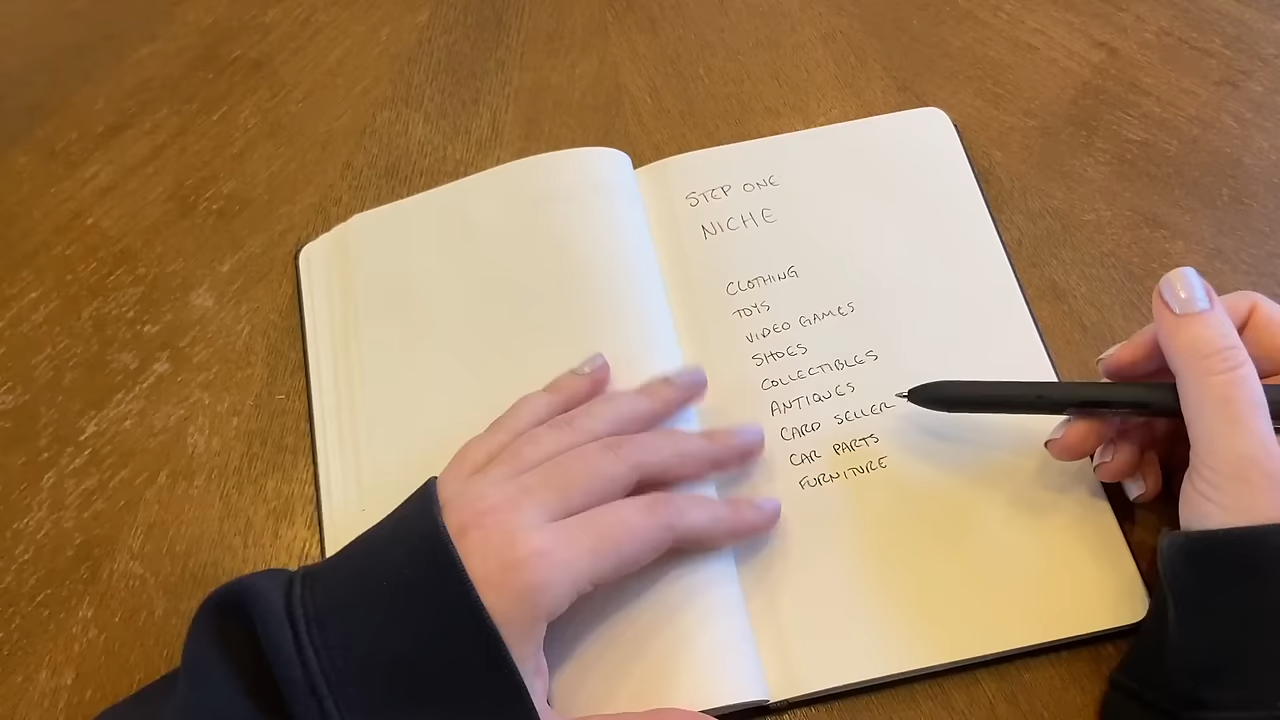 STEP ONE
NICHE
CLOTHING
TOYS
VIDEO GAMES
SHOES
COLLECTIBLES
ANTIQUES
CARD SELLER
CAR PARTS
FURNITURE